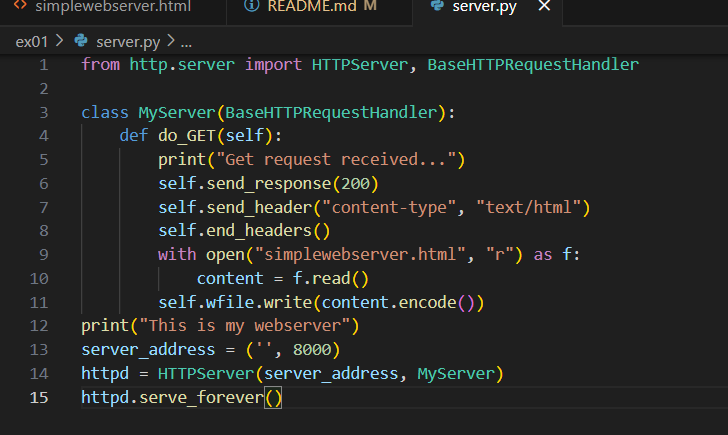 <> simplewebserver.html README.md M server.py ×
ex01 > server.py > ...
1 from http.server import HTTPServer, BaseHTTPRequestHandler
2
3 class MyServer(BaseHTTPRequestHandler):
4     def do_GET(self):
5         print("Get request received...")
6         self.send_response(200)
7         self.send_header("content-type", "text/html")
8         self.end_headers()
9         with open("simplewebserver.html", "r") as f:
10             content = f.read()
11         self.wfile.write(content.encode())
12 print("This is my webserver")
13 server_address = ('', 8000)
14 httpd = HTTPServer(server_address, MyServer)
15 httpd.serve_forever()